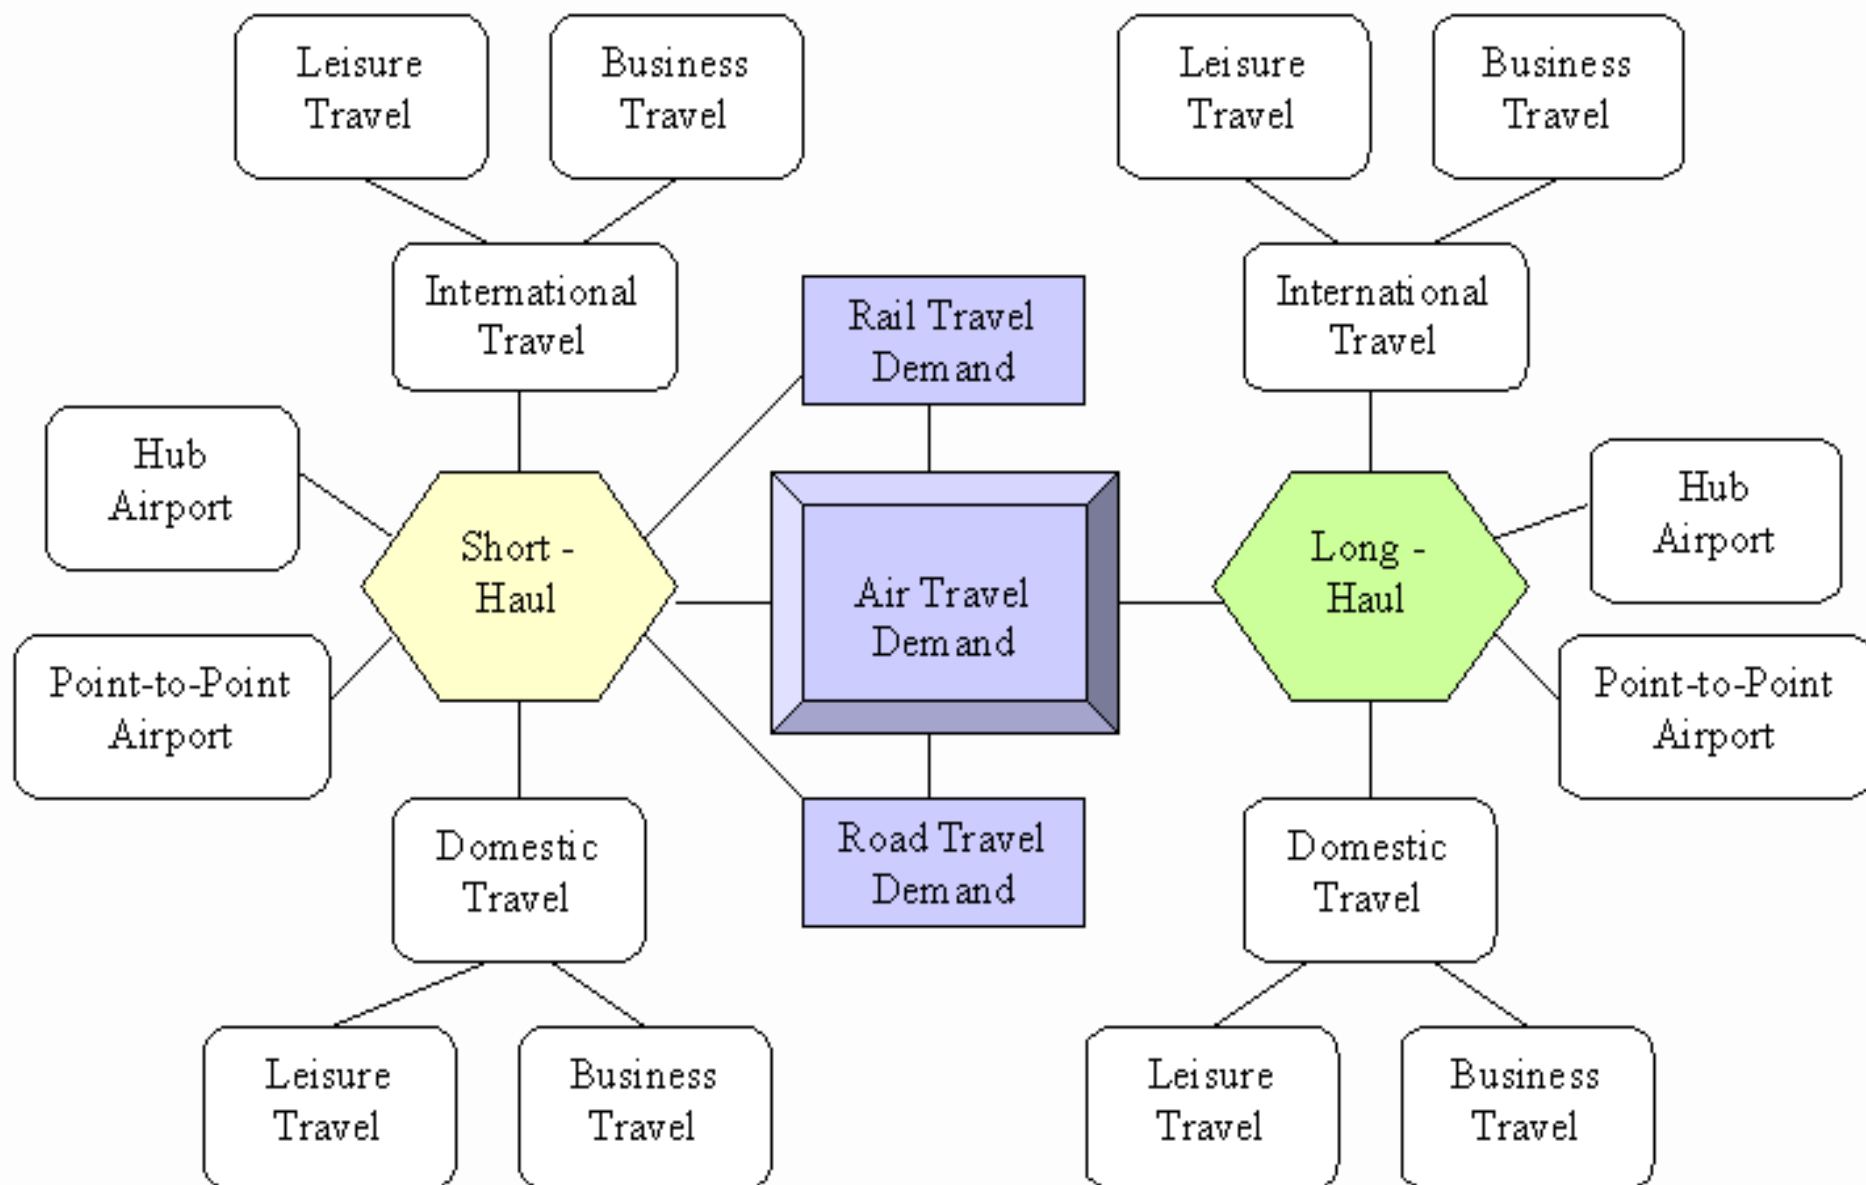 Leisure
Travel
Business
Travel
Leisure
Travel
Business
Travel
International
Travel
Rail Travel
Demand
International
Travel
Hub
Airport
Short -
Haul
Air Travel
Demand
Long -
Haul
Hub
Airport
Point-to-Point
Airport
Point-to-Point
Airport
Domestic
Travel
Road Travel
Demand
Domestic
Travel
Leisure
Travel
Business
Travel
Leisure
Travel
Business
Travel